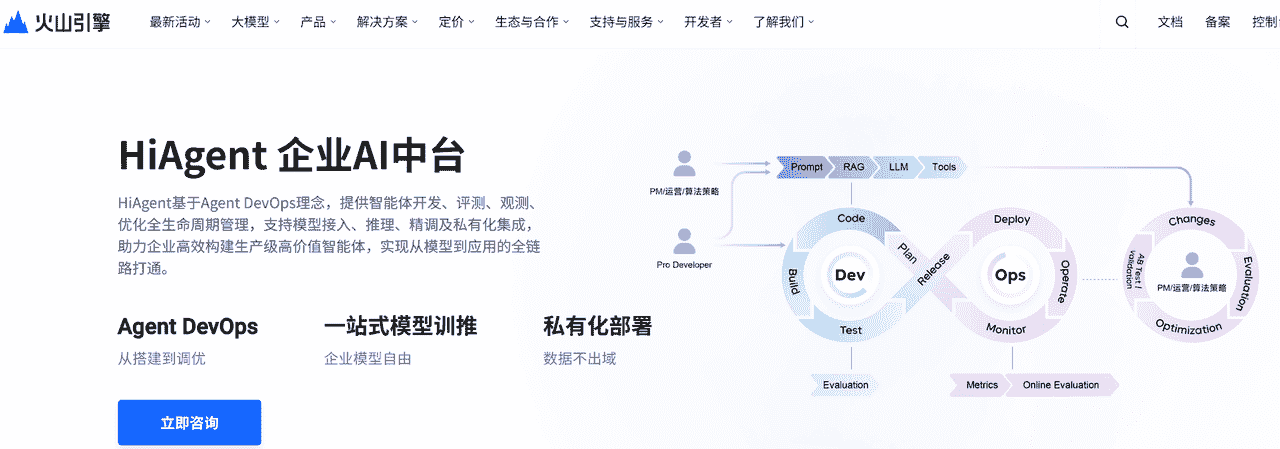 火山引擎
最新活动 大模型 产品 解决方案 定价 生态与合作 支持与服务 开发者 了解我们
文档 备案 控制
HiAgent 企业AI中台
HiAgent基于Agent DevOps理念，提供智能体开发、评测、观测、
优化全生命周期管理，支持模型接入、推理、精调及私有化集成，
助力企业高效构建生产级高价值智能体，实现从模型到应用的全链
路打通。
Agent DevOps
从搭建到调优
一站式模型训推
企业模型自由
私有化部署
数据不出域
立即咨询
PM/运营/算法策略
Prompt RAG LLM Tools
Pro Developer
Code
Plan
Build
Dev
Test
Evaluation
Release
Deploy
Operate
Ops
Monitor
Metrics Online Evaluation
Changes
Evaluation
Optimization
AB Test /
validation
PM/运营/算法策略